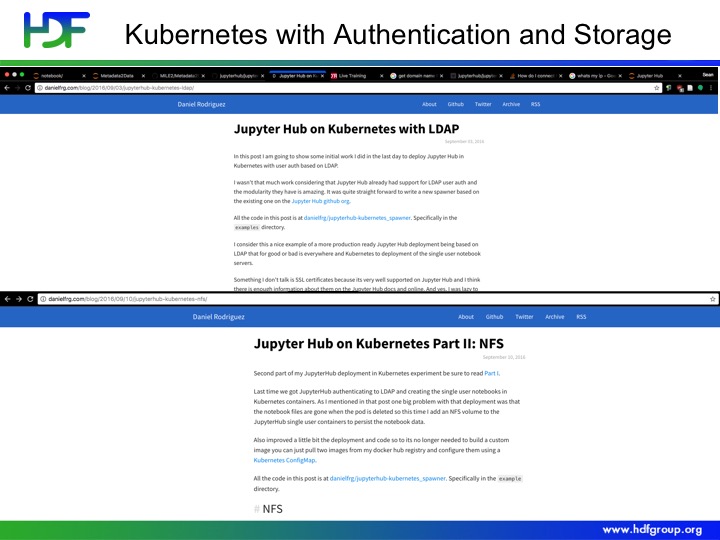 HDF
Kubernetes with Authentication and Storage
notebook/
Metadata2Data
MILE2/Metadata2
jupyterhub/jupyte
Jupyter Hub on K
Live Training
get domain name
jupyterhub/jupyte
How do I connect
whats my ip - Goo
Jupyter Hub
Sean
danielfrg.com/blog/2016/09/03/jupyterhub-kubernetes-ldap/
Daniel Rodriguez About Github Twitter Archive RSS
Jupyter Hub on Kubernetes with LDAP
September 03, 2016
In this post I am going to show some initial work I did in the last day to deploy Jupyter Hub in
Kubernetes with user auth based on LDAP.
I wasn't that much work considering that Jupyter Hub already had support for LDAP user auth and
the modularity they have is amazing. It was quite straight forward to write a new spawner based on
the existing one on the Jupyter Hub github org.
All the code in this post is at danielfrg/jupyterhub-kubernetes_spawner. Specifically in the
examples directory.
I consider this a nice example of a more production ready Jupyter Hub deployment being based on
LDAP that for good or bad is everywhere and Kubernetes to deployment of the single user notebook
servers.
Something I don't talk is SSL certificates because its very well supported on Jupyter Hub and I think
there is enough information about them on the Jupyter Hub docs and online. And yes, I was lazy to
danielfrg.com/blog/2016/09/10/jupyterhub-kubernetes-nfs/
Daniel Rodriguez About Github Twitter Archive RSS
Jupyter Hub on Kubernetes Part II: NFS
September 10, 2016
Second part of my JupyterHub deployment in Kubernetes experiment be sure to read Part I.
Last time we got JupyterHub authenticating to LDAP and creating the single user notebooks in
Kubernetes containers. As I mentioned in that post one big problem with that deployment was that
the notebook files are gone when the pod is deleted so this time I add an NFS volume to the
JupyterHub single user containers to persist the notebook data.
Also improved a little bit the deployment and code so to its no longer needed to build a custom
image you can just pull two images from my docker hub registry and configure them using a
Kubernetes ConfigMap.
All the code in this post is at danielfrg/jupyterhub-kubernetes_spawner. Specifically in the example
directory.
# NFS
www.hdfgroup.org